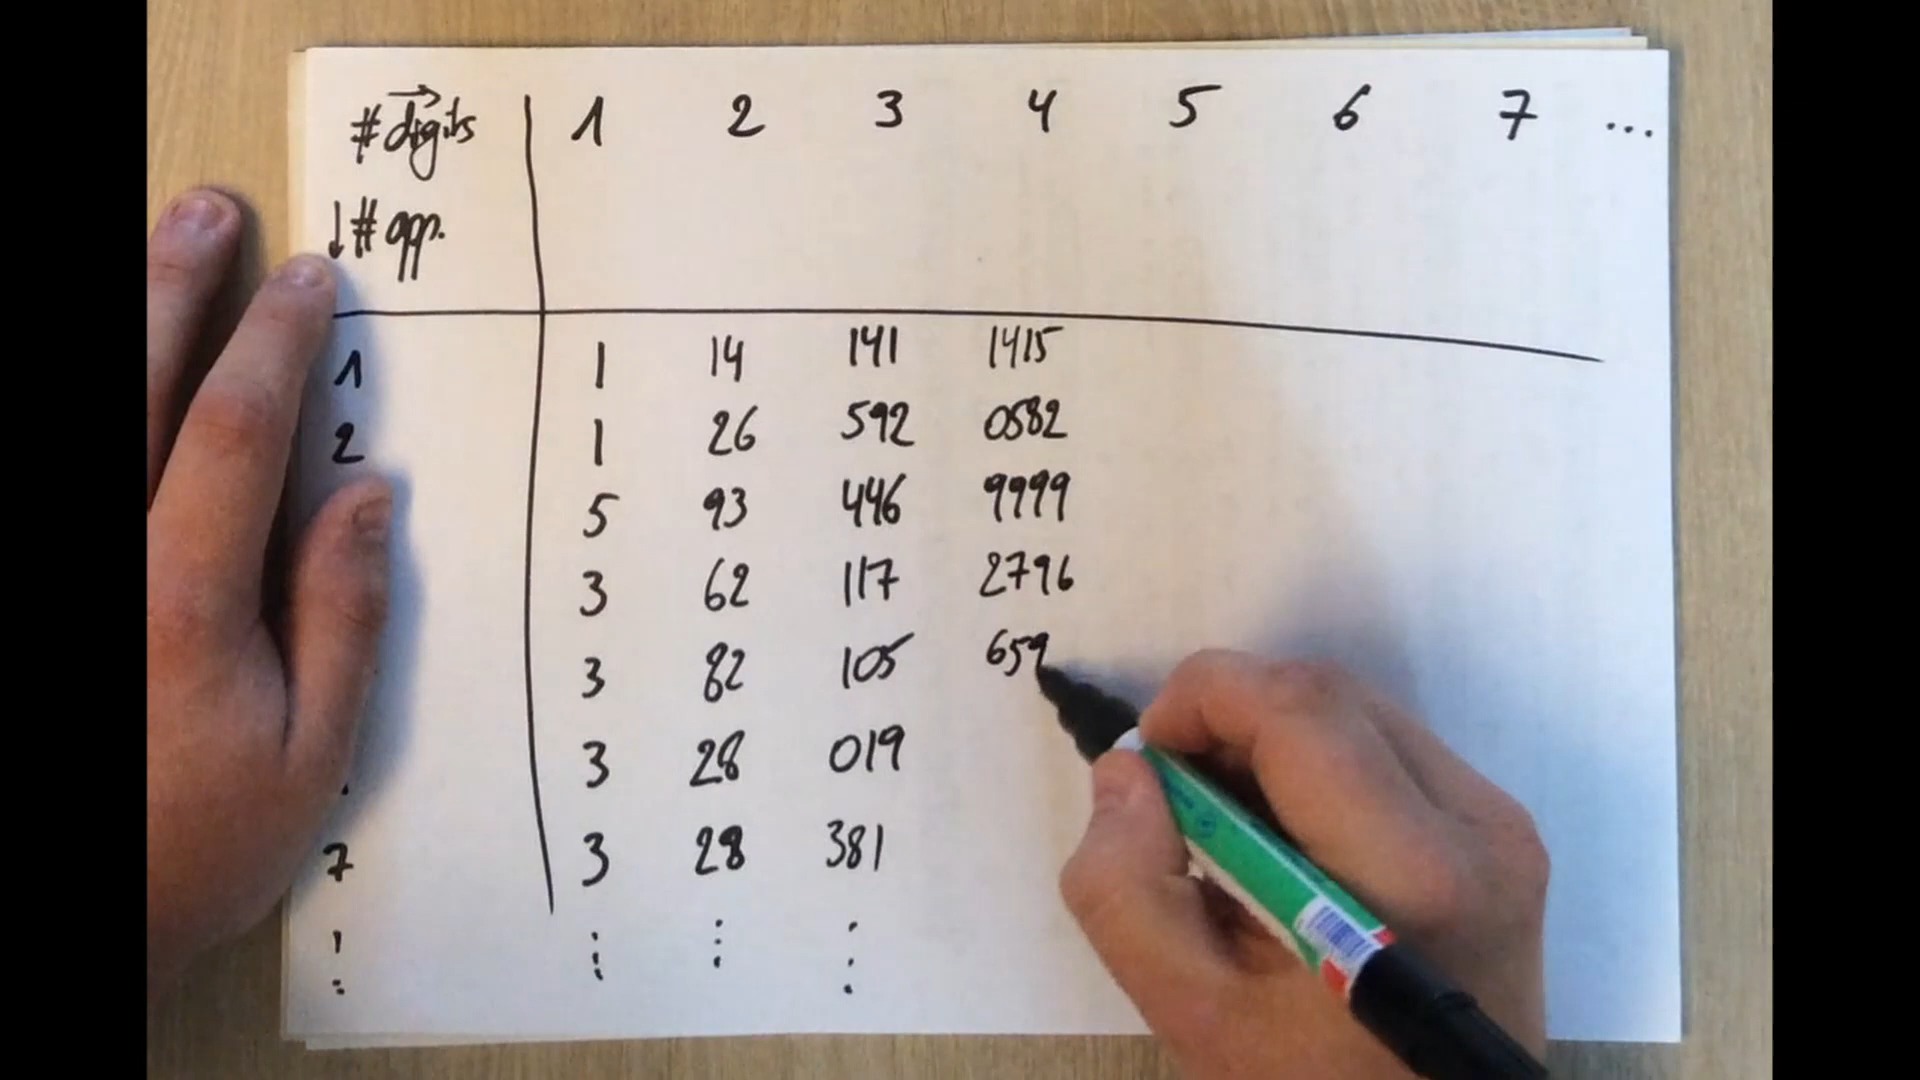 # digits 1 2 3 4 5 6 7 ...
# app.
1 1 14 141 1415
2 1 26 592 0582
5 93 446 9999
3 62 117 2796
3 82 105 659
3 28 019
7 3 28 381